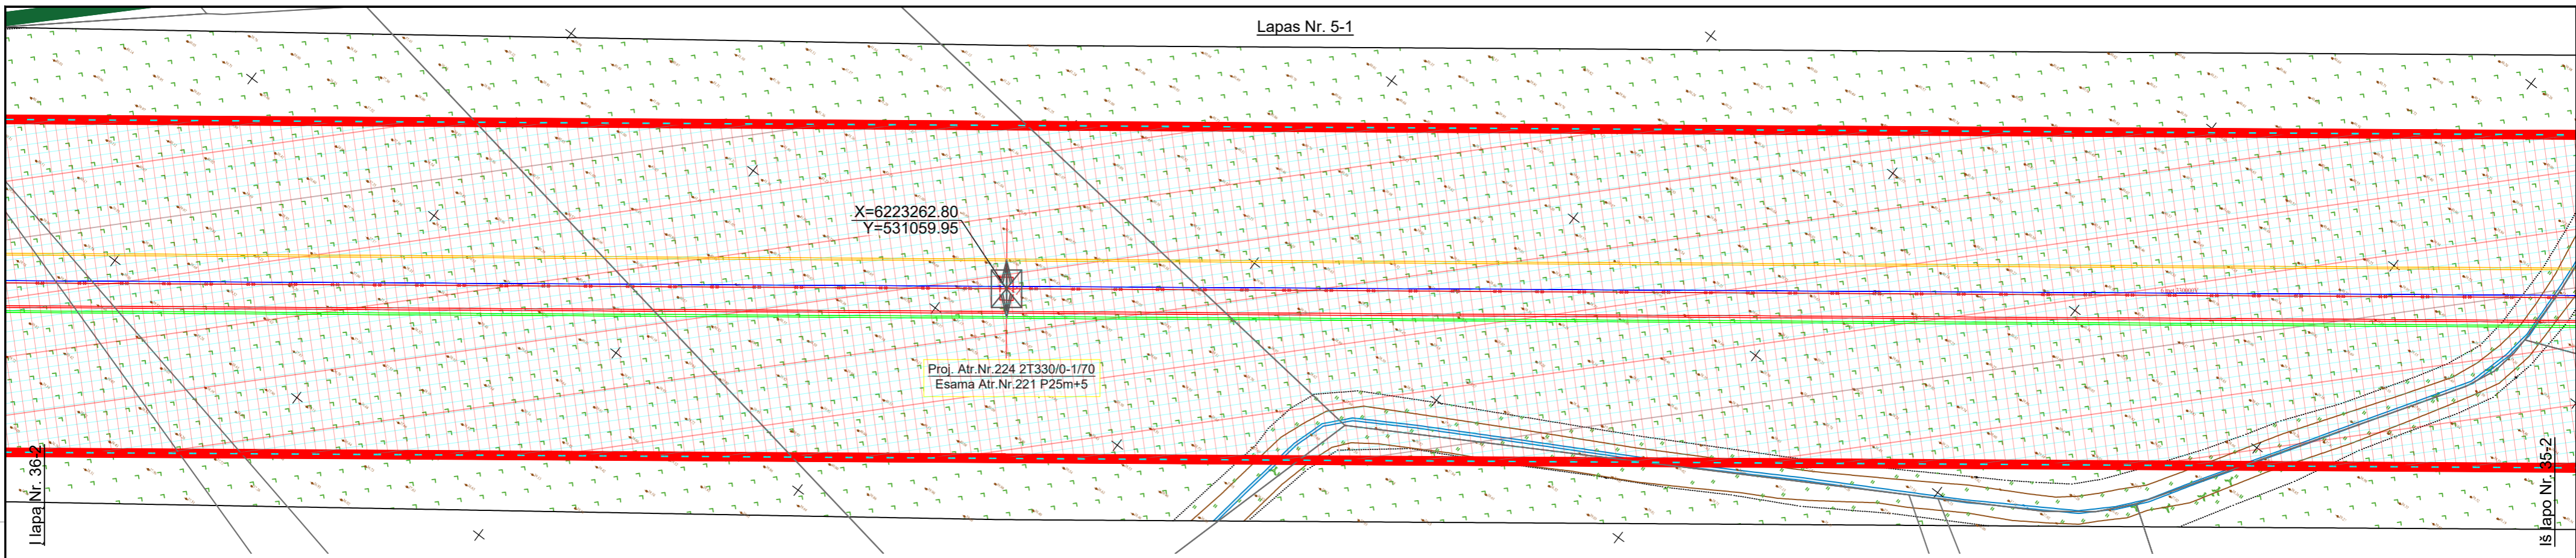 Lapas Nr. 5-1
X=6223262.80
Y=531059.95
Proj. Atr.Nr.224 2T330/0-1/70
Esama Atr.Nr.221 P25m+5
Į lapą Nr. 36-2
Iš lapo Nr. 35-2